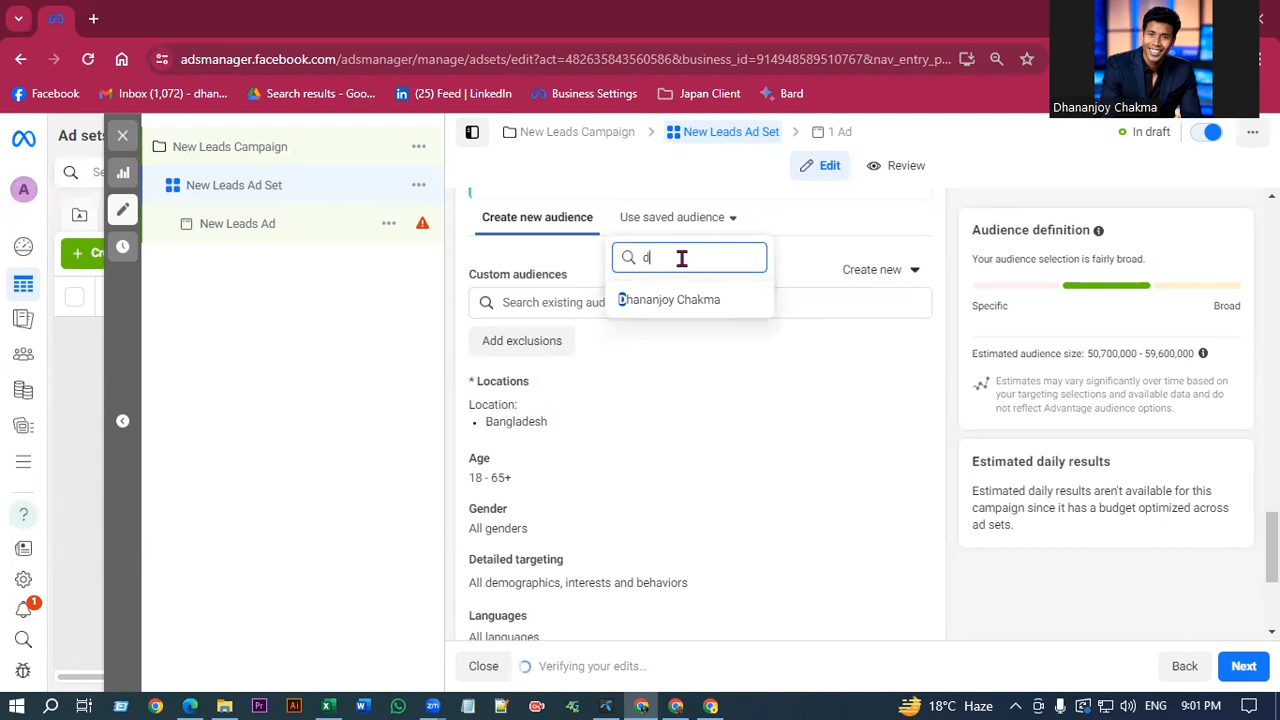 adsmanager.facebook.com/adsmanager/manage/adsets/edit?act=482635843560586&business_id=914948589510767&nav_entry_p...
Facebook
Inbox (1,072) - dhan...
Search results - Goo...
(25) Feed | LinkedIn
Business Settings
Japan Client
Bard
Dhananjoy Chakma
Ad sets
New Leads Campaign
New Leads Ad Set
1 Ad
In draft
Edit
Review
New Leads Campaign
New Leads Ad Set
New Leads Ad
A
Se
Cr
1
Create new audience
Use saved audience
d
Dhananjoy Chakma
Custom audiences
Create new
Search existing aud
Add exclusions
* Locations
Location:
Bangladesh
Age
18 - 65+
Gender
All genders
Detailed targeting
All demographics, interests and behaviors
Languages
All languages
Audience definition
Your audience selection is fairly broad.
Specific
Broad
Estimated audience size: 50,700,000 - 59,600,000
Estimates may vary significantly over time based on
your targeting selections and available data and do
not reflect Advantage audience options.
Estimated daily results
Estimated daily results aren't available for this
campaign since it has a budget optimized across
ad sets.
Close
Verifying your edits...
Back
Next
18°C Haze
ENG
9:01 PM